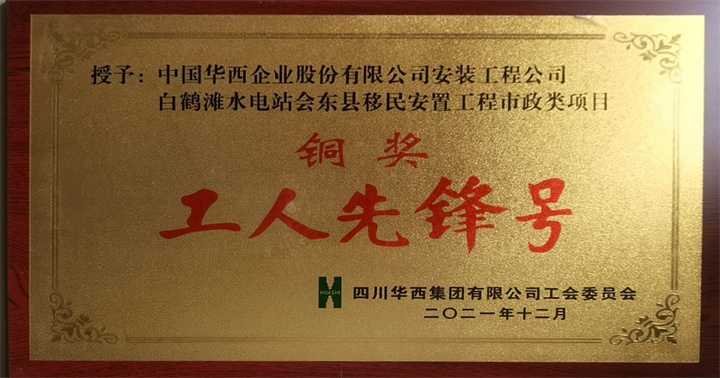 授予：中国华西企业股份有限公司安装工程公司
白鹤滩水电站会东县移民安置工程市政类项目
铜奖
工人先锋号
HUASHI
四川华西集团有限公司工会委员会
二〇二一年十二月